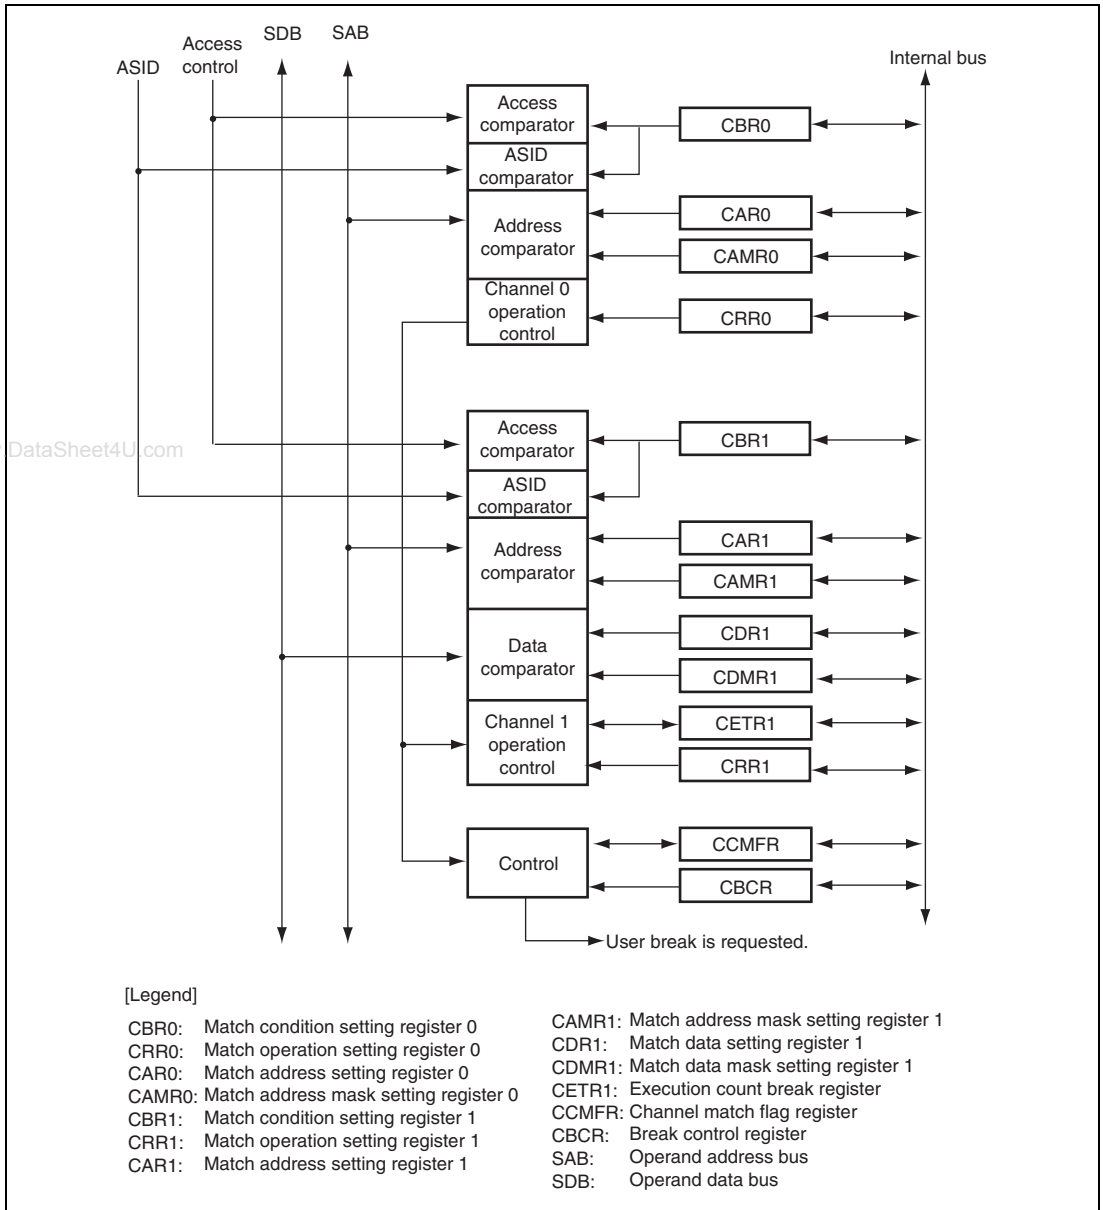 ASID
Access
control
SDB
SAB
Internal bus
Access
comparator
CBR0
ASID
comparator
Address
comparator
CAR0
CAMR0
Channel 0
operation
control
CRR0
Access
comparator
CBR1
DataSheet4U.com
ASID
comparator
Address
comparator
CAR1
CAMR1
Data
comparator
CDR1
CDMR1
Channel 1
operation
control
CETR1
CRR1
Control
CCMFR
CBCR
User break is requested.
[Legend]
CBR0: Match condition setting register 0
CRR0: Match operation setting register 0
CAR0: Match address setting register 0
CAMR0: Match address mask setting register 0
CBR1: Match condition setting register 1
CRR1: Match operation setting register 1
CAR1: Match address setting register 1
CAMR1: Match address mask setting register 1
CDR1: Match data setting register 1
CDMR1: Match data mask setting register 1
CETR1: Execution count break register
CCMFR: Channel match flag register
CBCR: Break control register
SAB: Operand address bus
SDB: Operand data bus